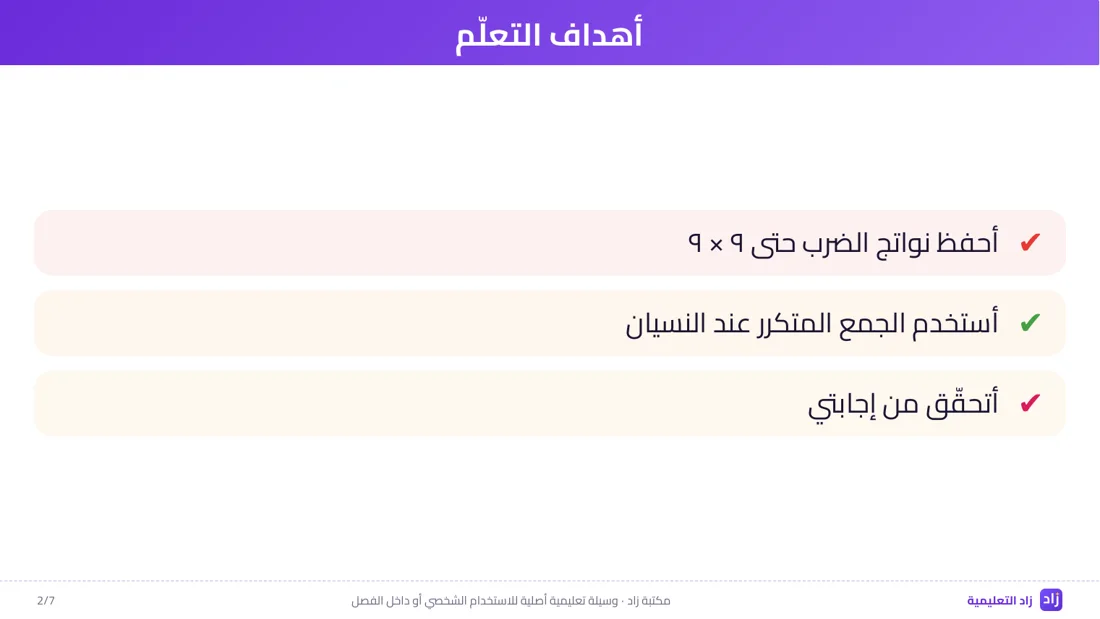 أهداف التعلّم
✔ أحفظ نواتج الضرب حتى ٩ × ٩
✔ أستخدم الجمع المتكرر عند النسيان
✔ أتحقّق من إجابتي
زاد زاد التعليمية
مكتبة زاد · وسيلة تعليمية أصلية للاستخدام الشخصي أو داخل الفصل
2/7